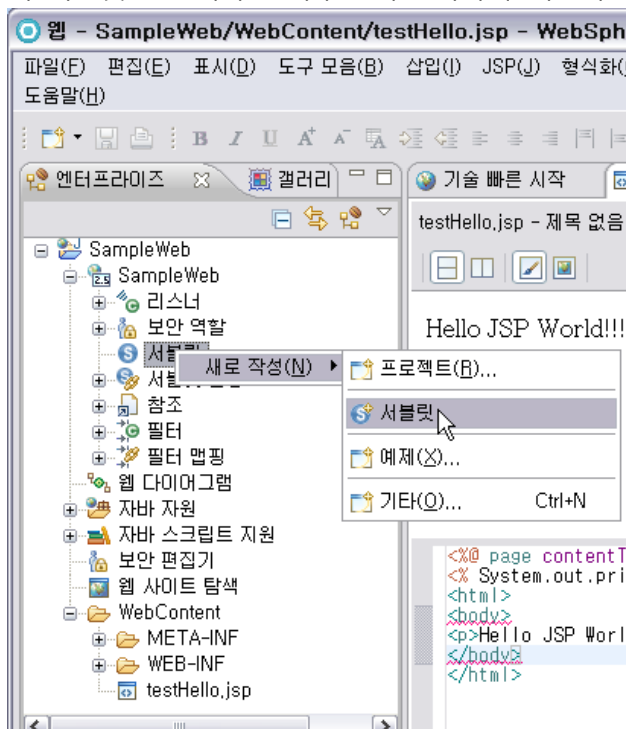 웹 - SampleWeb/WebContent/testHello.jsp - WebSph
파일(F) 편집(E) 표시(D) 도구 모음(B) 삽입(I) JSP(J) 형식화(
도움말(H)
B I U A+ A-
엔터프라이즈 갤러리
기술 빠른 시작
testHello.jsp - 제목 없음
SampleWeb
SampleWeb
리스너
보안 역할
서블릿
참조
필터
필터 맵핑
웹 다이어그램
자바 자원
자바 스크립트 지원
보안 편집기
웹 사이트 탐색
WebContent
META-INF
WEB-INF
testHello.jsp
새로 작성(N)
프로젝트(R)...
서블릿
예제(X)...
기타(O)... Ctrl+N
Hello JSP World!!!
<%@ page contentT
<% System.out.pri
<html>
<body>
<p>Hello JSP Worl
</body>
</html>